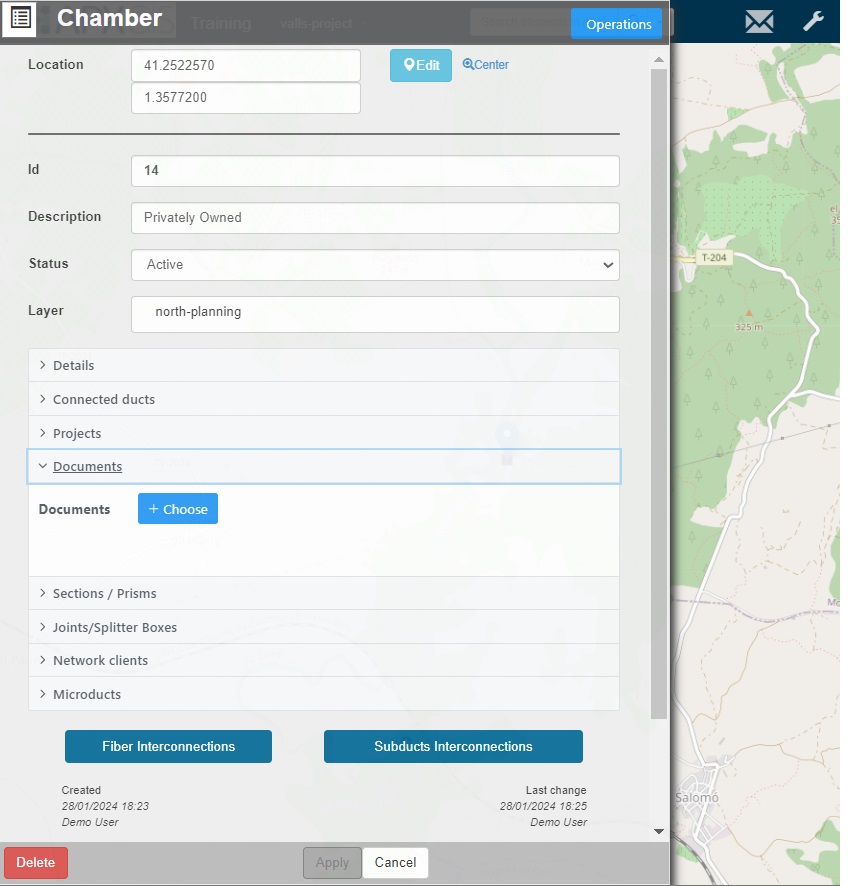 Chamber
Training
valls-project
Operations
Location
41.2522570
Edit
Center
1.3577200
Id
14
Description
Privately Owned
Status
Active
Layer
north-planning
Details
Connected ducts
Projects
Documents
Documents
+ Choose
Sections / Prisms
Joints/Splitter Boxes
Network clients
Microducts
Fiber Interconnections
Subducts Interconnections
Created
Last change
28/01/2024 18:23
28/01/2024 18:25
Demo User
Demo User
Delete
Apply
Cancel
T-204
325 m
Salomó